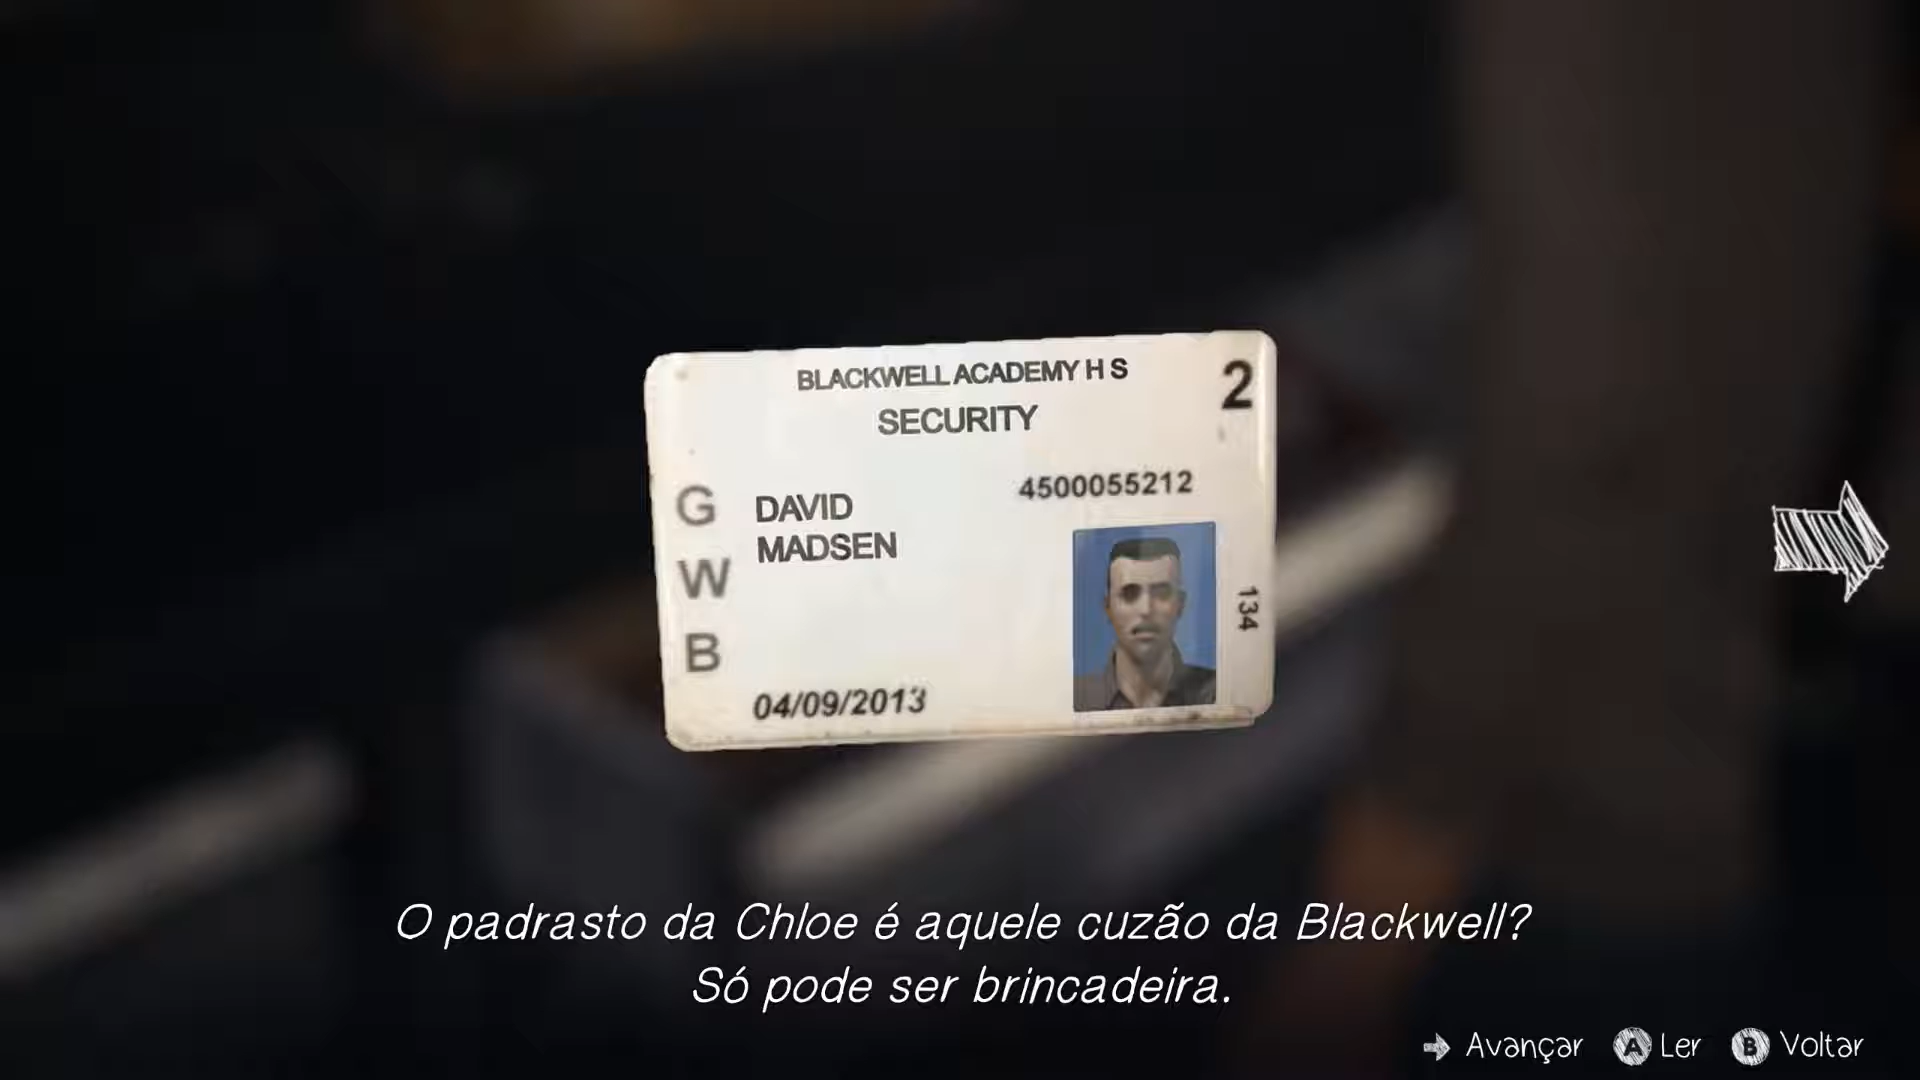 BLACKWELL ACADEMY H S
2
SECURITY
4500055212
G
DAVID
MADSEN
W
134
B
04/09/2013
O padrasto da Chloe é aquele cuzão da Blackwell?
Só pode ser brincadeira.
Avançar A Ler B Voltar